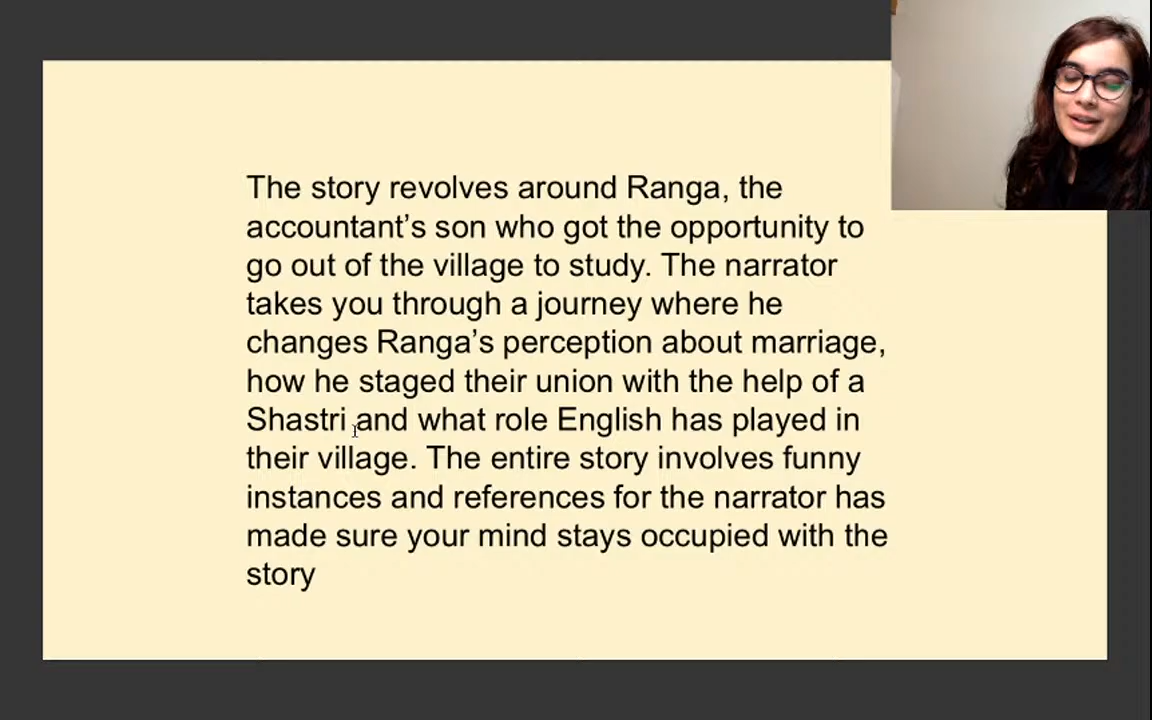 The story revolves around Ranga, the
accountant’s son who got the opportunity to
go out of the village to study. The narrator
takes you through a journey where he
changes Ranga’s perception about marriage,
how he staged their union with the help of a
Shastri and what role English has played in
their village. The entire story involves funny
instances and references for the narrator has
made sure your mind stays occupied with the
story